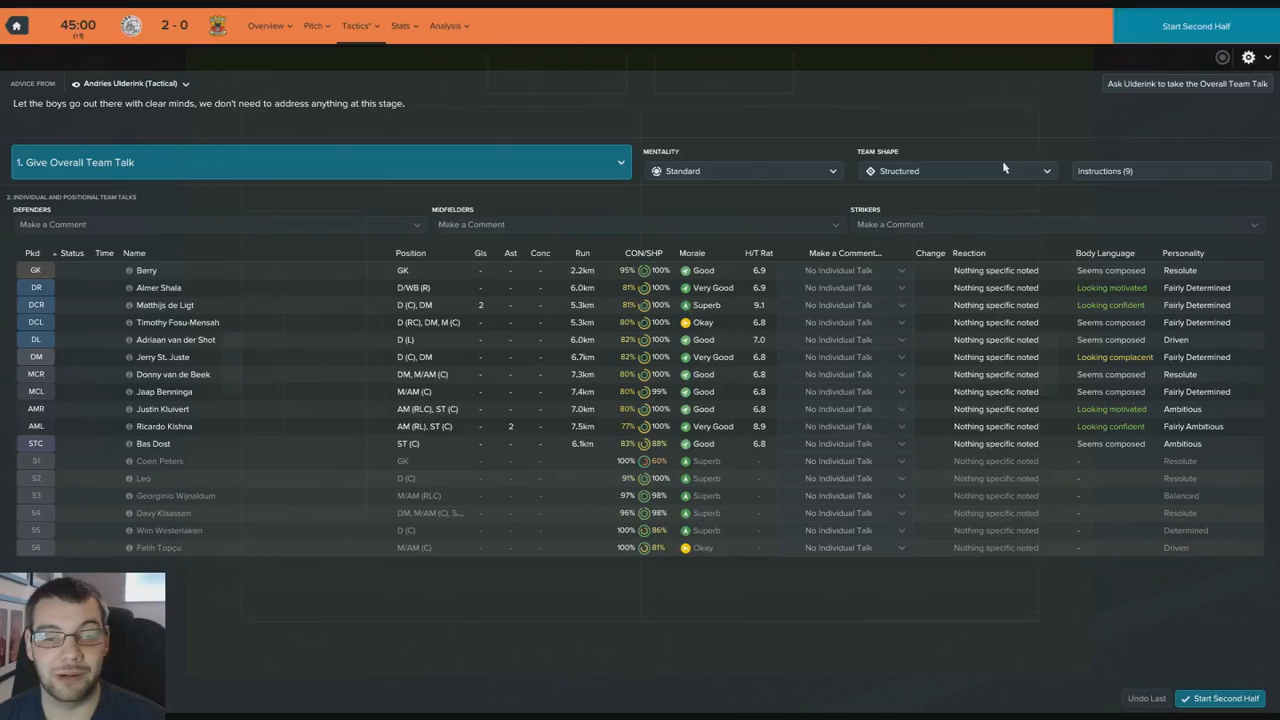 45:00 (+1) 2 - 0 Overview Pitch Tactics* Stats Analysis Start Second Half
ADVICE FROM Andries Ulderink (Tactical) Ask Ulderink to take the Overall Team Talk
Let the boys go out there with clear minds, we don't need to address anything at this stage.
MENTALITY TEAM SHAPE
1. Give Overall Team Talk Standard Structured Instructions (9)
2. INDIVIDUAL AND POSITIONAL TEAM TALKS
DEFENDERS MIDFIELDERS STRIKERS
Make a Comment Make a Comment Make a Comment
Pkd Status Time Name Position Gls Ast Conc Run CON/SHP Morale H/T Rat Make a Comment... Change Reaction Body Language Personality
GK Berry GK - - - 2.2km 95% 100% Good 6.9 No Individual Talk Nothing specific noted Seems composed Resolute
DR Almer Shala D/WB (R) - - - 6.0km 81% 100% Very Good 6.9 No Individual Talk Nothing specific noted Looking motivated Fairly Determined
DCR Matthijs de Ligt D (C), DM 2 - - 5.3km 81% 100% Superb 9.1 No Individual Talk Nothing specific noted Looking confident Fairly Determined
DCL Timothy Fosu-Mensah D (RC), DM, M (C) - - - 5.3km 80% 100% Okay 6.8 No Individual Talk Nothing specific noted Seems composed Fairly Determined
DL Adriaan van der Shot D (L) - - - 6.0km 82% 100% Good 7.0 No Individual Talk Nothing specific noted Seems composed Driven
DM Jerry St. Juste D (C), DM - - - 6.7km 82% 100% Very Good 6.8 No Individual Talk Nothing specific noted Looking complacent Fairly Determined
MCR Donny van de Beek DM, M/AM (C) - - - 7.3km 80% 100% Good 6.8 No Individual Talk Nothing specific noted Seems composed Resolute
MCL Jaap Benninga M/AM (C) - - - 7.4km 80% 99% Good 6.8 No Individual Talk Nothing specific noted Seems composed Fairly Determined
AMR Justin Kluivert AM (RLC), ST (C) - - - 7.0km 80% 100% Good 6.8 No Individual Talk Nothing specific noted Looking motivated Ambitious
AML Ricardo Kishna AM (RL), ST (C) - 2 - 7.5km 77% 100% Very Good 8.9 No Individual Talk Nothing specific noted Looking confident Fairly Ambitious
STC Bas Dost ST (C) - - - 6.1km 83% 88% Good 6.8 No Individual Talk Nothing specific noted Seems composed Ambitious
S1 Coen Peters GK - - - 100% 60% Superb - No Individual Talk Nothing specific noted - Resolute
S2 Leo D (C) - - - 91% 100% Superb - No Individual Talk Nothing specific noted - Resolute
S3 Georginio Wijnaldum M/AM (RLC) - - - 97% 98% Superb - No Individual Talk Nothing specific noted - Balanced
S4 Davy Klaassen DM, M/AM (C), S... - - - 96% 98% Superb - No Individual Talk Nothing specific noted - Resolute
S5 Wim Westerlaken D (C) - - - 100% 86% Superb - No Individual Talk Nothing specific noted - Determined
S6 Fatih Topçu M/AM (C) - - - 100% 81% Okay - No Individual Talk Nothing specific noted - Driven
Undo Last Start Second Half